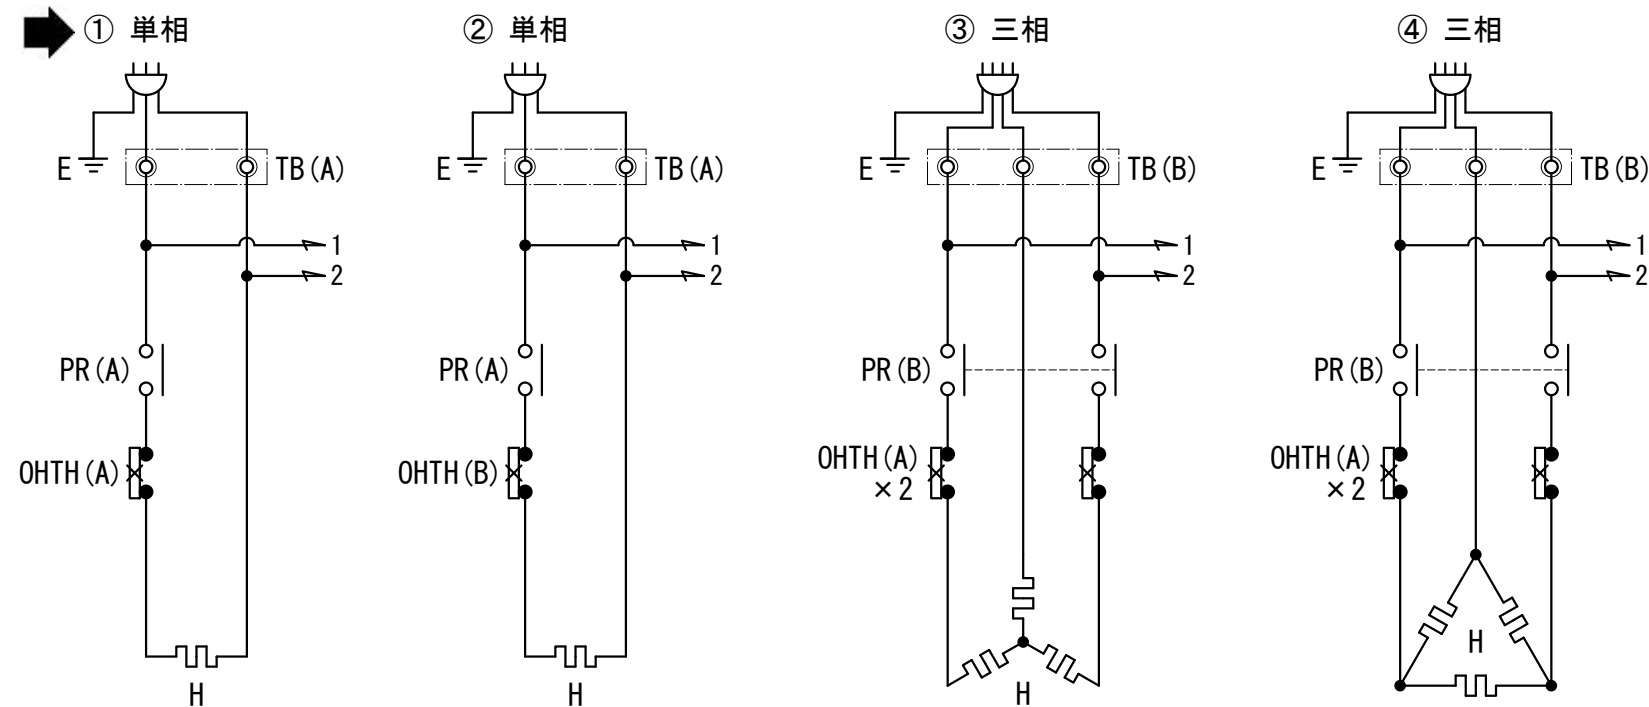 ① 単相
② 単相
③ 三相
④ 三相
E
TB(A)
E
TB(A)
E
TB(B)
E
TB(B)
1
1
1
1
2
2
2
2
PR(A)
PR(A)
PR(B)
PR(B)
OHTH(A)
OHTH(B)
OHTH(A)
×2
OHTH(A)
×2
H
H
H
H